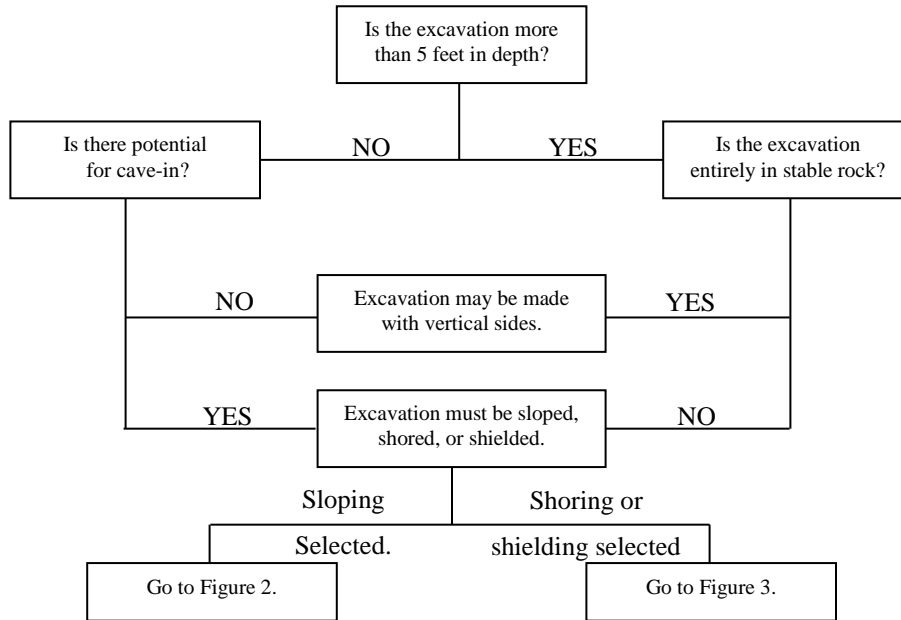 Is the excavation more
than 5 feet in depth?
Is there potential
for cave-in?
NO
YES
Is the excavation
entirely in stable rock?
NO
Excavation may be made
with vertical sides.
YES
YES
Excavation must be sloped,
shored, or shielded.
NO
Sloping
Selected.
Shoring or
shielding selected
Go to Figure 2.
Go to Figure 3.